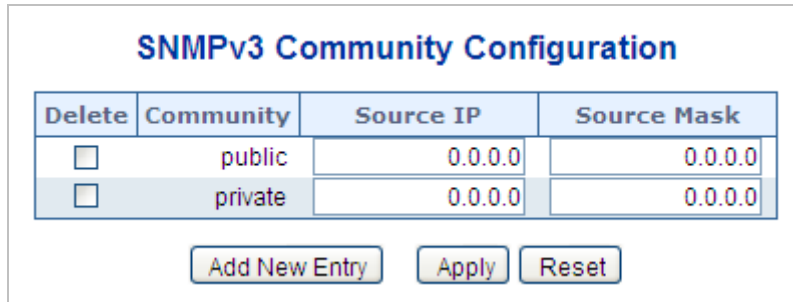 SNMPv3 Community Configuration
Delete Community Source IP Source Mask
public 0.0.0.0 0.0.0.0
private 0.0.0.0 0.0.0.0
Add New Entry Apply Reset